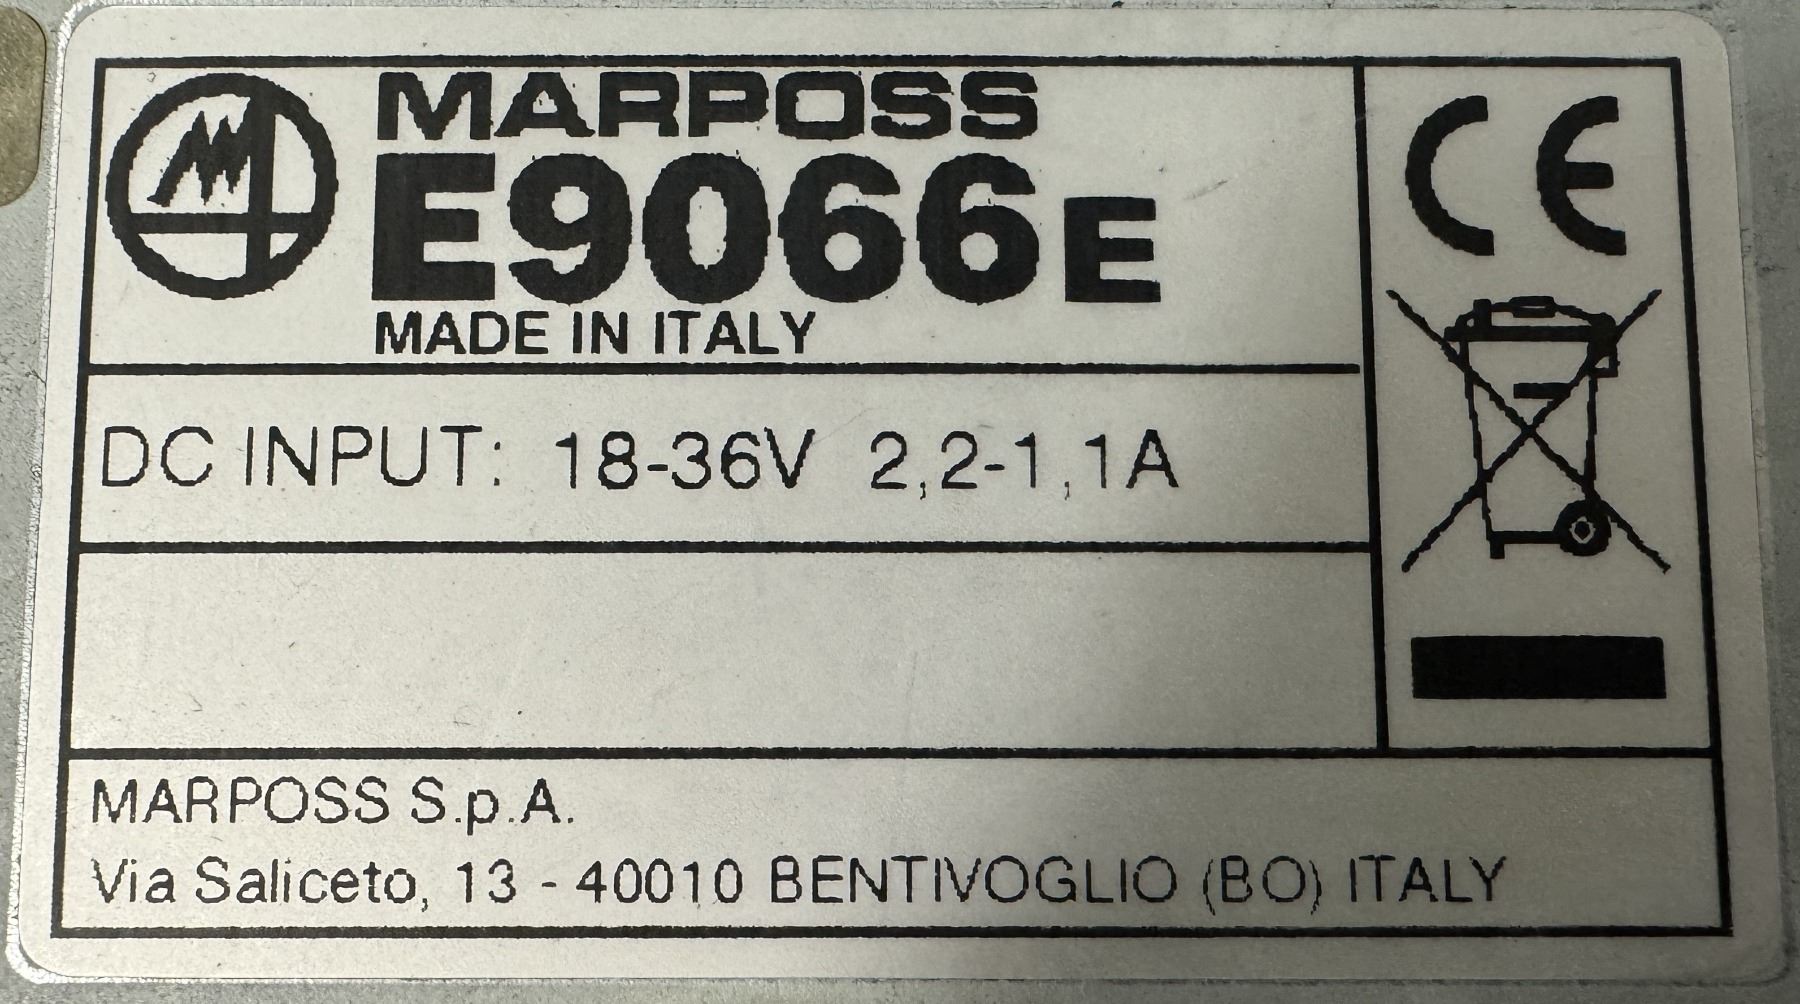 MARPOSS
E9066E
MADE IN ITALY
CE
DC INPUT: 18-36V 2,2-1,1A
MARPOSS S.p.A.
Via Saliceto, 13 - 40010 BENTIVOGLIO (BO) ITALY